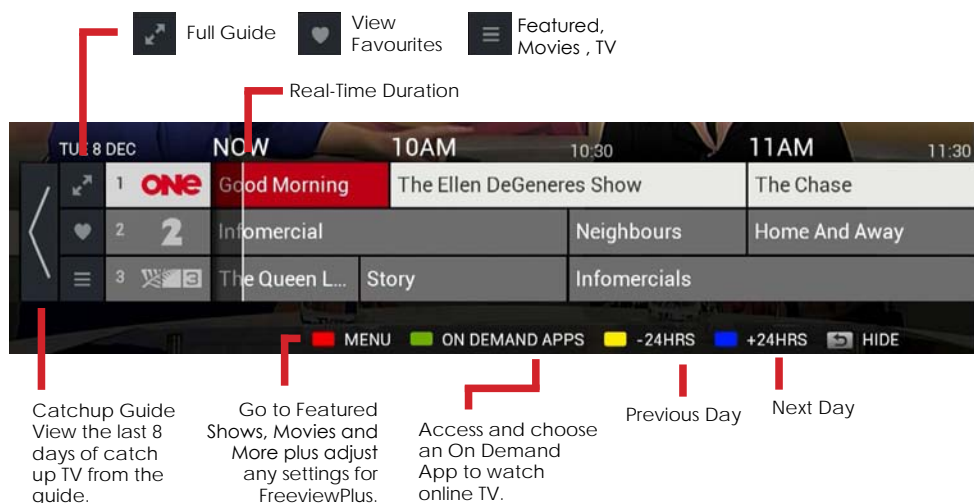 Full Guide
View
Favourites
Featured,
Movies , TV
Real-Time Duration
TUE 8 DEC NOW 10AM 10:30 11AM 11:30
1 ONe Good Morning The Ellen DeGeneres Show The Chase
2 2 Infomercial Neighbours Home And Away
3 3 The Queen L... Story Infomercials
MENU ON DEMAND APPS -24HRS +24HRS HIDE
Catchup Guide
View the last 8
days of catch
up TV from the
guide.
Go to Featured
Shows, Movies and
More plus adjust
any settings for
FreeviewPlus.
Access and choose
an On Demand
App to watch
online TV.
Previous Day
Next Day